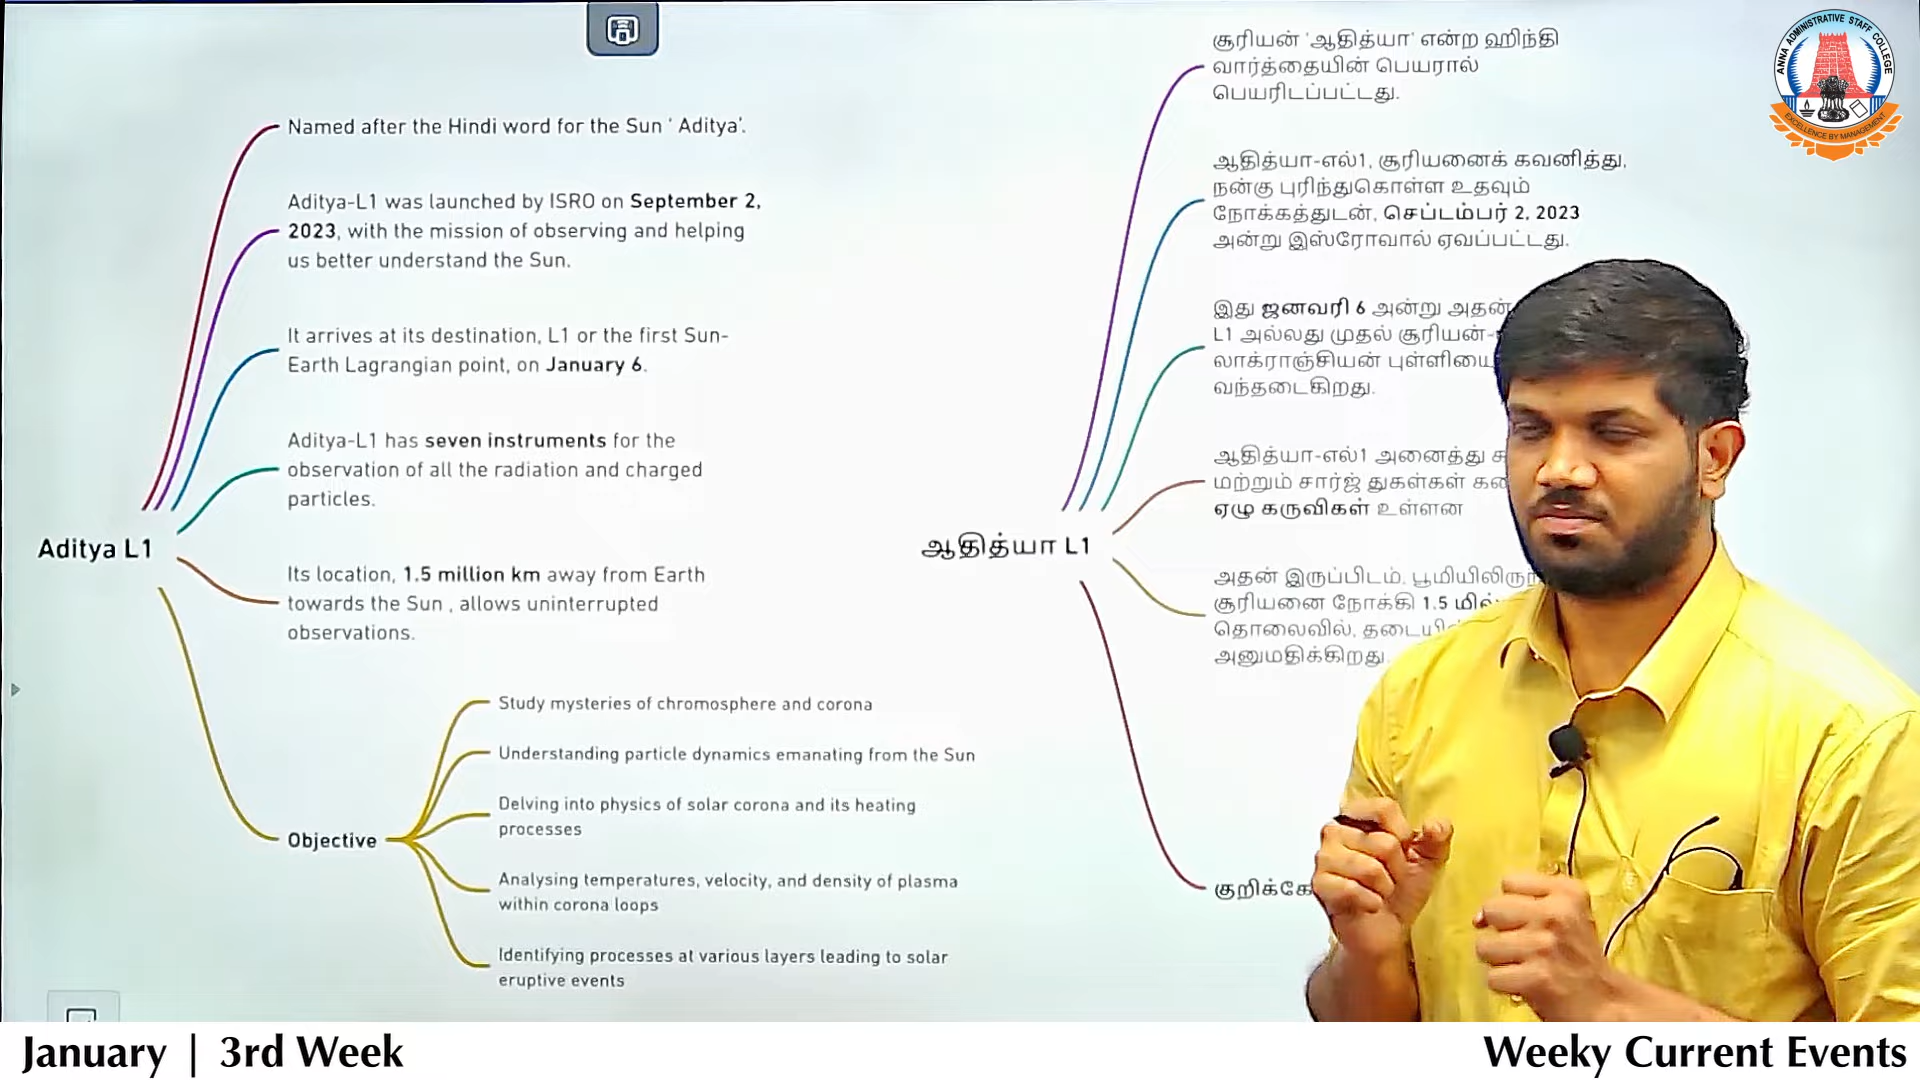 Named after the Hindi word for the Sun ' Aditya'.
Aditya-L1 was launched by ISRO on September 2,
2023, with the mission of observing and helping
us better understand the Sun.
It arrives at its destination, L1 or the first Sun-
Earth Lagrangian point, on January 6.
Aditya-L1 has seven instruments for the
observation of all the radiation and charged
particles.
Aditya L1
Its location, 1.5 million km away from Earth
towards the Sun , allows uninterrupted
observations.
Study mysteries of chromosphere and corona
Understanding particle dynamics emanating from the Sun
Delving into physics of solar corona and its heating
processes
Objective
Analysing temperatures, velocity, and density of plasma
within corona loops
Identifying processes at various layers leading to solar
eruptive events
சூரியன் 'ஆதித்யா' என்ற ஹிந்தி
வார்த்தையின் பெயரால்
பெயரிடப்பட்டது.
ஆதித்யா-எல்1, சூரியனைக் கவனித்து,
நன்கு புரிந்துகொள்ள உதவும்
நோக்கத்துடன், செப்டம்பர் 2, 2023
அன்று இஸ்ரோவால் ஏவப்பட்டது.
இது ஜனவரி 6 அன்று அதன்
L1 அல்லது முதல் சூரியன்-
லாக்ராஞ்சியன் புள்ளியை
வந்தடைகிறது.
ஆதித்யா-எல்1 அனைத்து
மற்றும் சார்ஜ் துகள்கள்
ஏழு கருவிகள் உள்ளன
ஆதித்யா L1
அதன் இருப்பிடம்,
சூரியனை நோக்கி 1.5
தொலைவில்,
அனுமதிக்கிறது.
ANNA ADMINISTRATIVE STAFF COLLEGE
EXCELLENCE BY MANAGEMENT
January | 3rd Week
Weeky Current Events